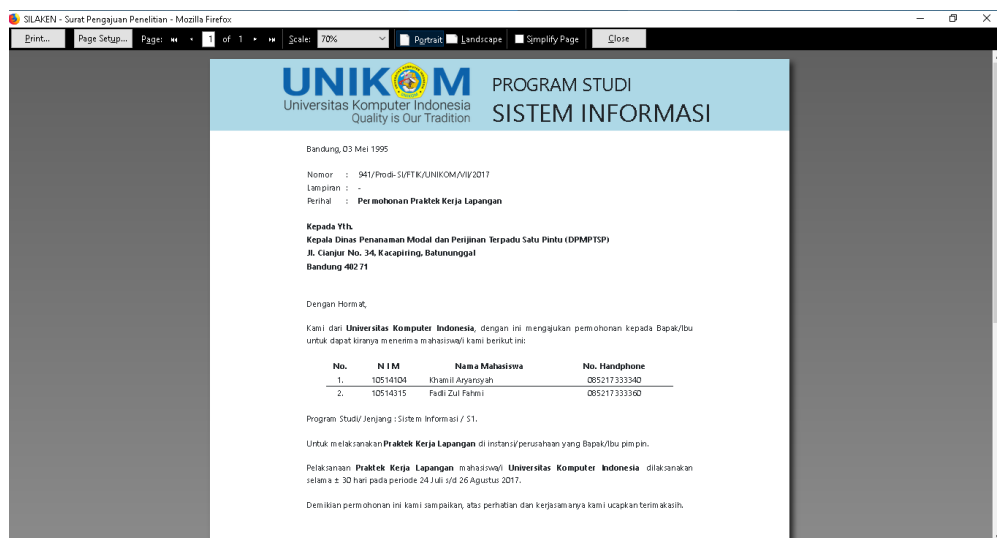 SILAKEN - Surat Pengajuan Penelitian - Mozilla Firefox
Print... Page Setup... Page: 1 of 1 Scale: 70% Portrait Landscape Simplify Page Close
UNIKOM
Universitas Komputer Indonesia
Quality is Our Tradition
PROGRAM STUDI
SISTEM INFORMASI
Bandung, 03 Mei 1995
Nomor : 941/Prodi-SI/FTIK/UNIKOM/VII/2017
Lampiran : -
Perihal : Permohonan Praktek Kerja Lapangan
Kepada Yth.
Kepala Dinas Penanaman Modal dan Perijinan Terpadu Satu Pintu (DPMPTSP)
Jl. Cianjur No. 34, Kacapiring, Batununggal
Bandung 40271
Dengan Hormat,
Kami dari Universitas Komputer Indonesia, dengan ini mengajukan permohonan kepada Bapak/Ibu
untuk dapat kiranya menerima mahasiswa/i kami berikut ini:
No. N I M Nama Mahasiswa No. Handphone
1. 10514104 Khamil Aryansyah 085217333340
2. 10514315 Fadli Zul Fahmi 085217333360
Program Studi/ Jenjang : Sistem Informasi / S1.
Untuk melaksanakan Praktek Kerja Lapangan di instansi/perusahaan yang Bapak/Ibu pimpin.
Pelaksanaan Praktek Kerja Lapangan mahasiswa/i Universitas Komputer Indonesia dilaksanakan
selama ± 30 hari pada periode 24 Juli s/d 26 Agustus 2017.
Demikian permohonan ini kami sampaikan, atas perhatian dan kerjasamanya kami ucapkan terimakasih.